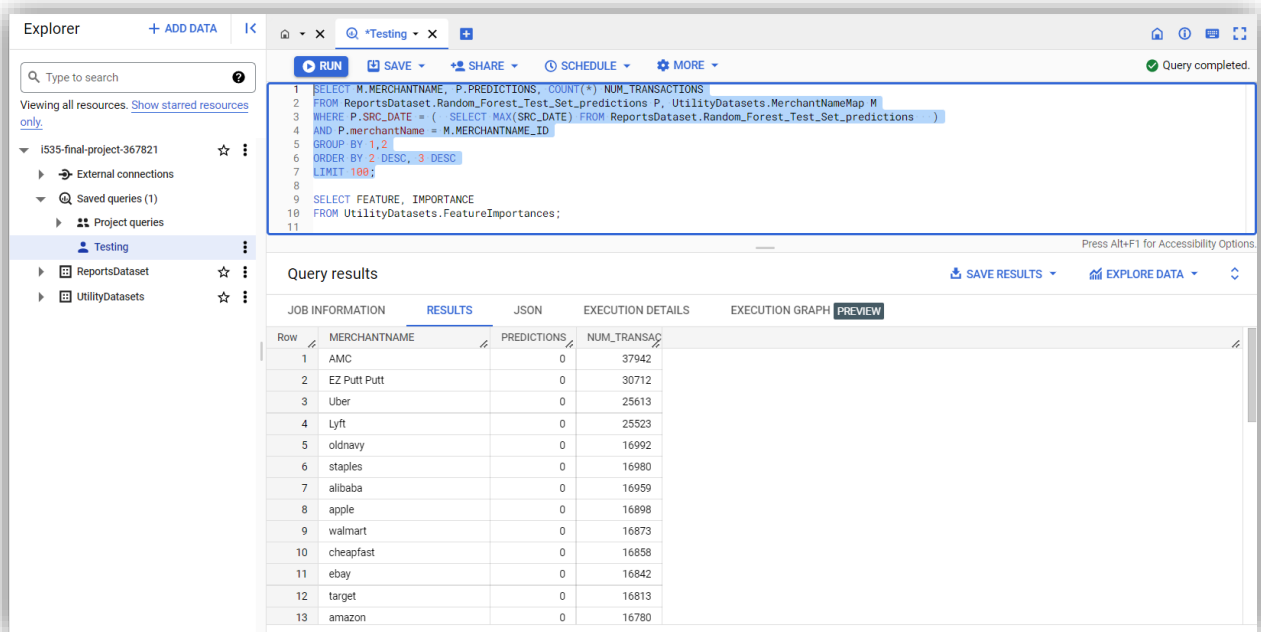 Explorer
+ ADD DATA
*Testing
RUN
SAVE
SHARE
SCHEDULE
MORE
Query completed.
Type to search
Viewing all resources. Show starred resources
only.
i535-final-project-367821
External connections
Saved queries (1)
Project queries
Testing
ReportsDataset
UtilityDatasets
1 SELECT M.MERCHANTNAME, P.PREDICTIONS, COUNT(*) NUM_TRANSACTIONS
2 FROM ReportsDataset.Random_Forest_Test_Set_predictions P, UtilityDatasets.MerchantNameMap M
3 WHERE P.SRC_DATE = ( SELECT MAX(SRC_DATE) FROM ReportsDataset.Random_Forest_Test_Set_predictions )
4 AND P.merchantName = M.MERCHANTNAME_ID
5 GROUP BY 1,2
6 ORDER BY 2 DESC, 3 DESC
7 LIMIT 100;
8
9 SELECT FEATURE, IMPORTANCE
10 FROM UtilityDatasets.FeatureImportances;
11
Press Alt+F1 for Accessibility Options.
Query results
SAVE RESULTS
EXPLORE DATA
JOB INFORMATION RESULTS JSON EXECUTION DETAILS EXECUTION GRAPH PREVIEW
Row MERCHANTNAME PREDICTIONS NUM_TRANSAC
1 AMC 0 37942
2 EZ Putt Putt 0 30712
3 Uber 0 25613
4 Lyft 0 25523
5 oldnavy 0 16992
6 staples 0 16980
7 alibaba 0 16959
8 apple 0 16898
9 walmart 0 16873
10 cheapfast 0 16858
11 ebay 0 16842
12 target 0 16813
13 amazon 0 16780